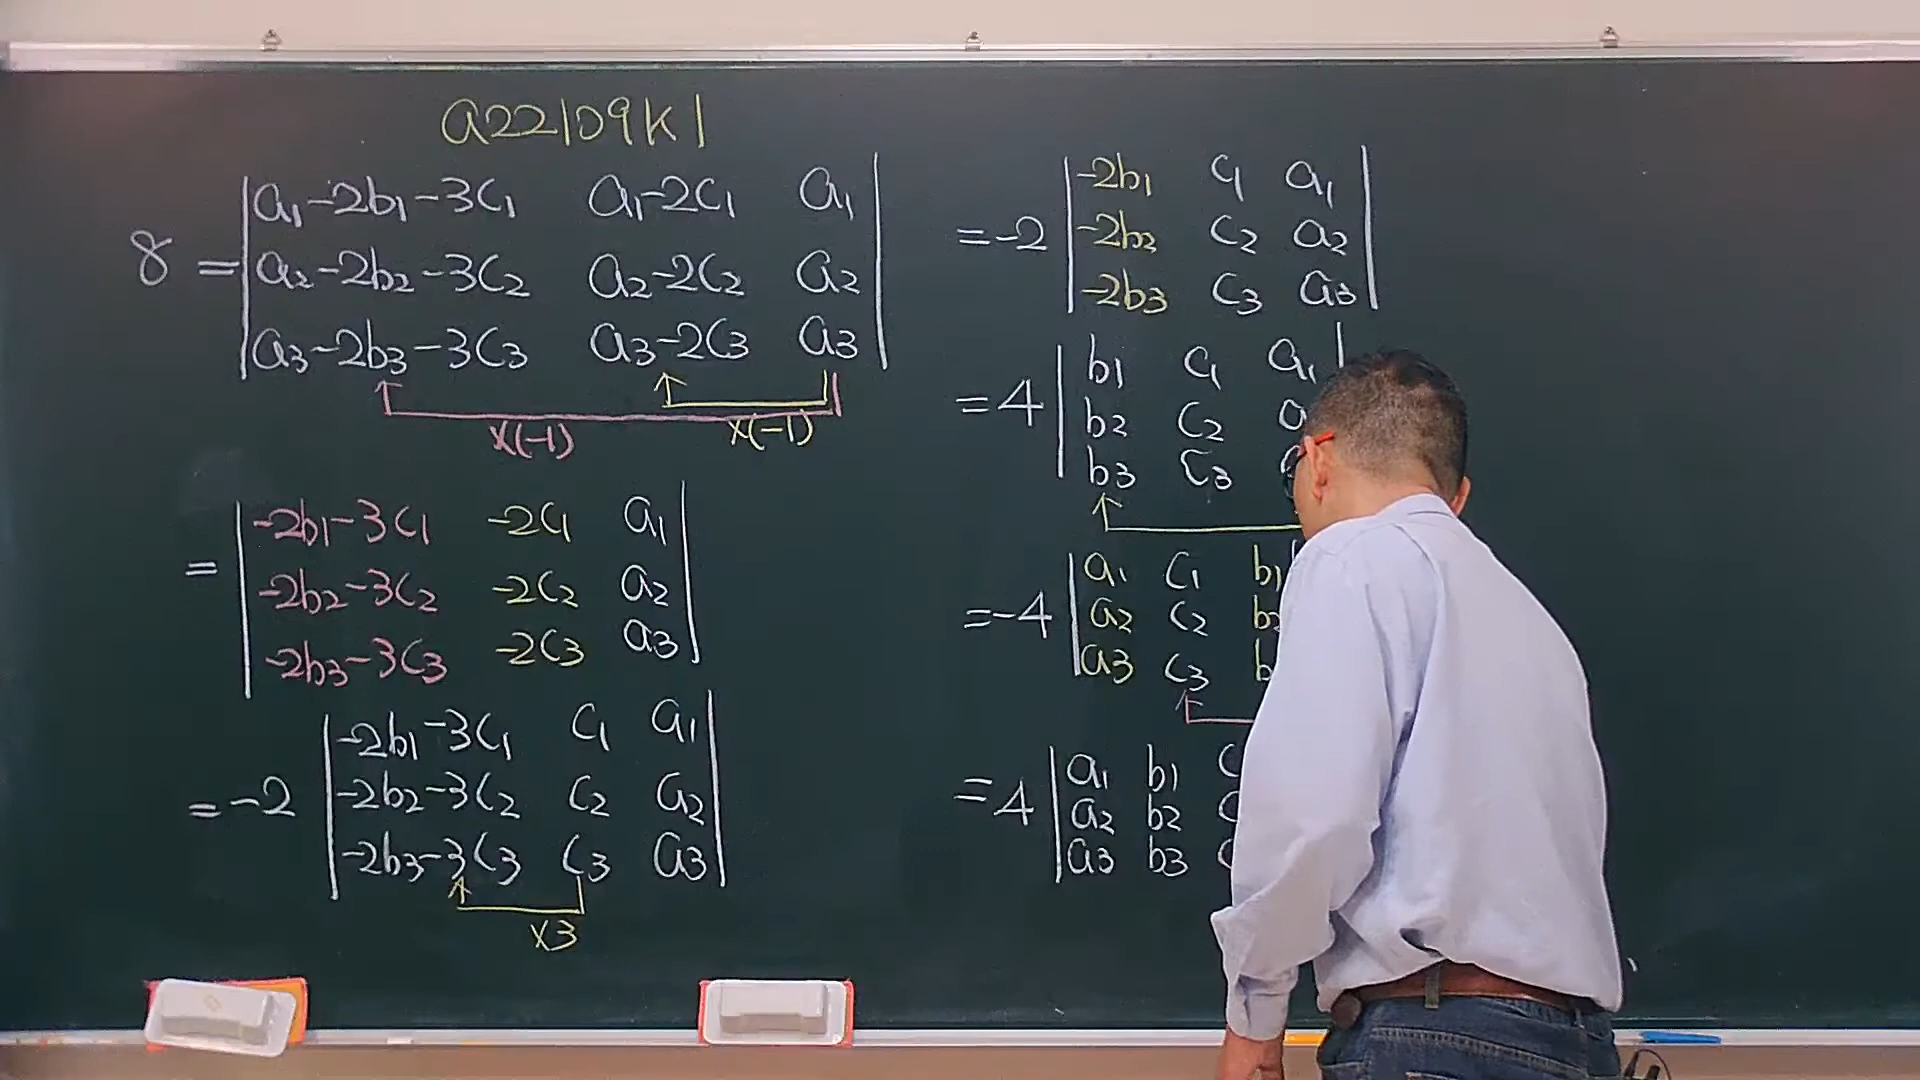 a22109k1
8 = | a₁-2b₁-3c₁ a₁-2c₁ a₁ |
| a₂-2b₂-3c₂ a₂-2c₂ a₂ |
| a₃-2b₃-3c₃ a₃-2c₃ a₃ |
×(-1) ×(-1)
= | -2b₁-3c₁ -2c₁ a₁ |
| -2b₂-3c₂ -2c₂ a₂ |
| -2b₃-3c₃ -2c₃ a₃ |
= -2 | -2b₁-3c₁ c₁ a₁ |
| -2b₂-3c₂ c₂ a₂ |
| -2b₃-3c₃ c₃ a₃ |
×3
= -2 | -2b₁ c₁ a₁ |
| -2b₂ c₂ a₂ |
| -2b₃ c₃ a₃ |
= 4 | b₁ c₁ a₁ |
| b₂ c₂ a
| b₃ c₃
= -4 | a₁ c₁ b₁
| a₂ c₂ b₂
| a₃ c₃ b
= 4 | a₁ b₁ c
| a₂ b₂
| a₃ b₃